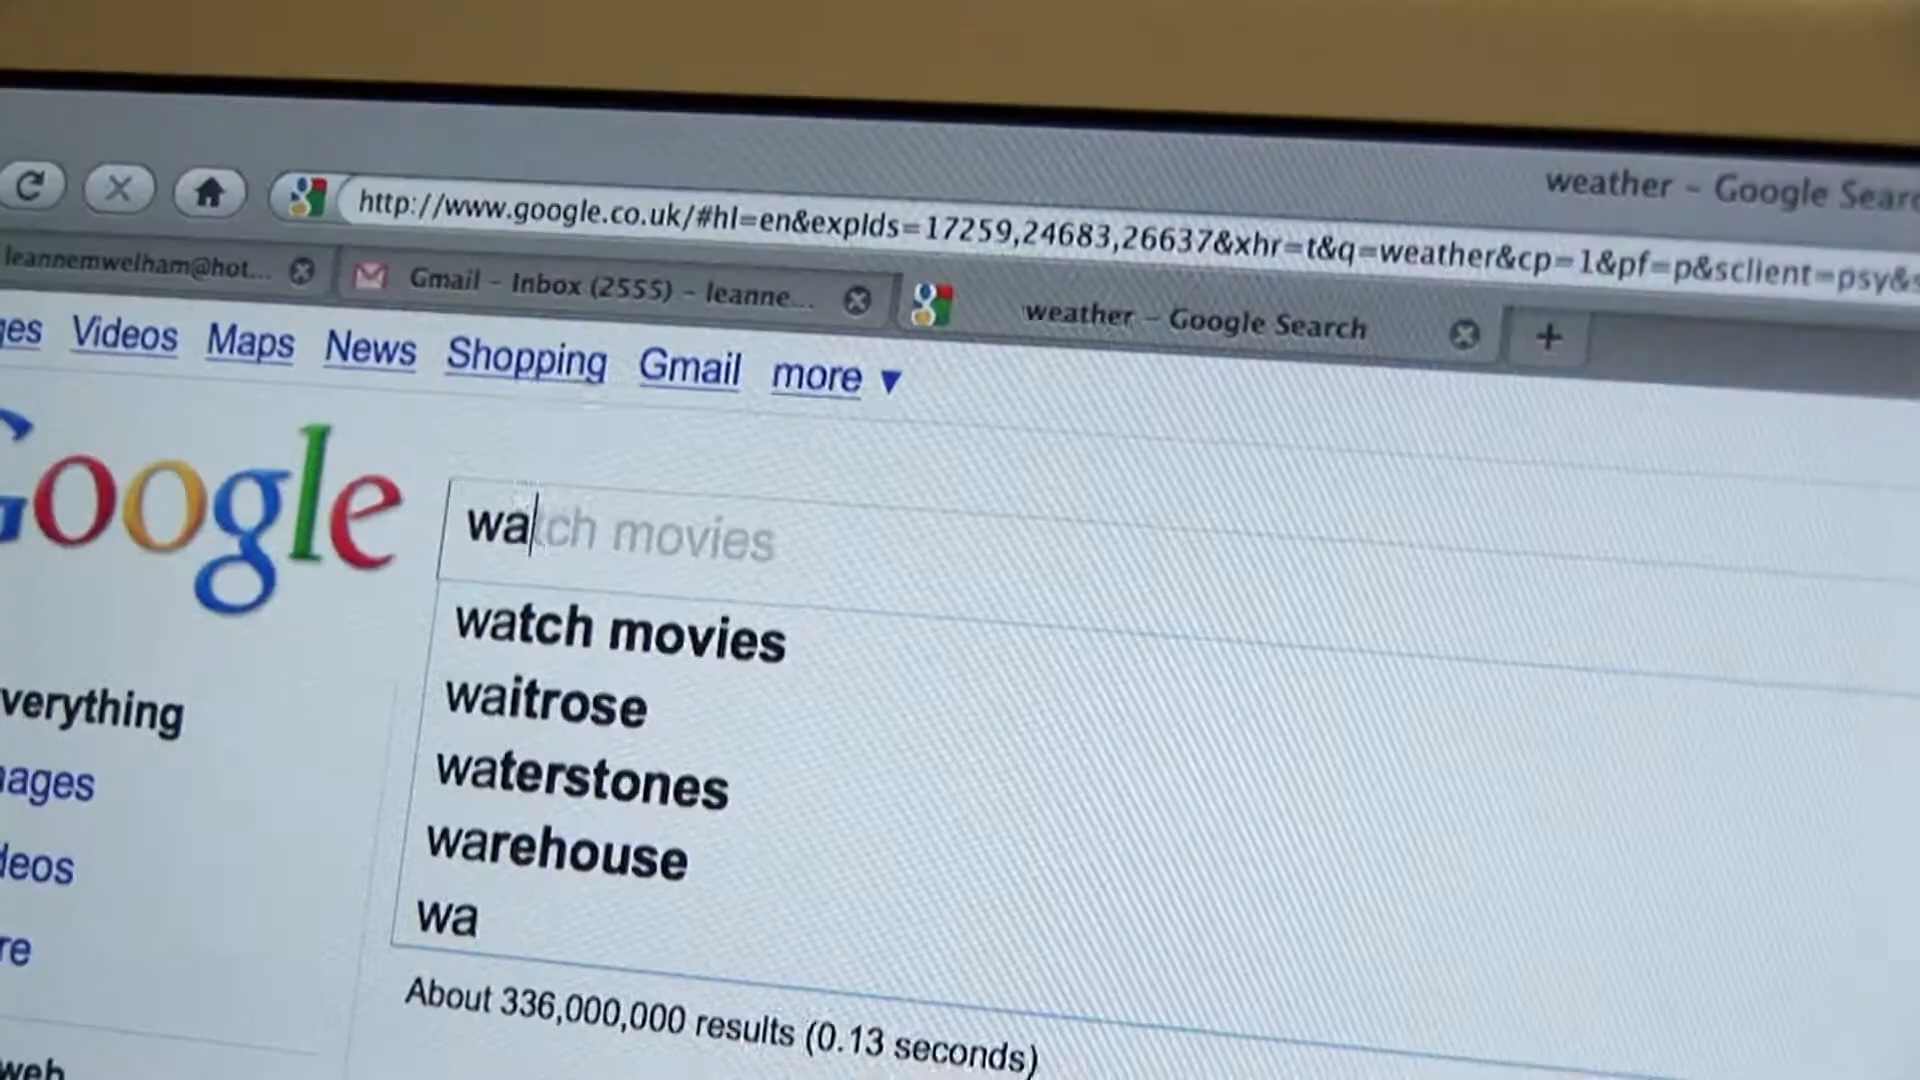 weather – Google Searc
http://www.google.co.uk/#hl=en&expIds=17259,24683,26637&xhr=t&q=weather&cp=1&pf=p&sclient=psy&s
leannemwelham@hot...
Gmail – Inbox (2555) – leanne...
weather – Google Search
ges Videos Maps News Shopping Gmail more ▼
Google
watch movies
watch movies
waitrose
waterstones
warehouse
wa
About 336,000,000 results (0.13 seconds)
verything
ages
deos
re
web